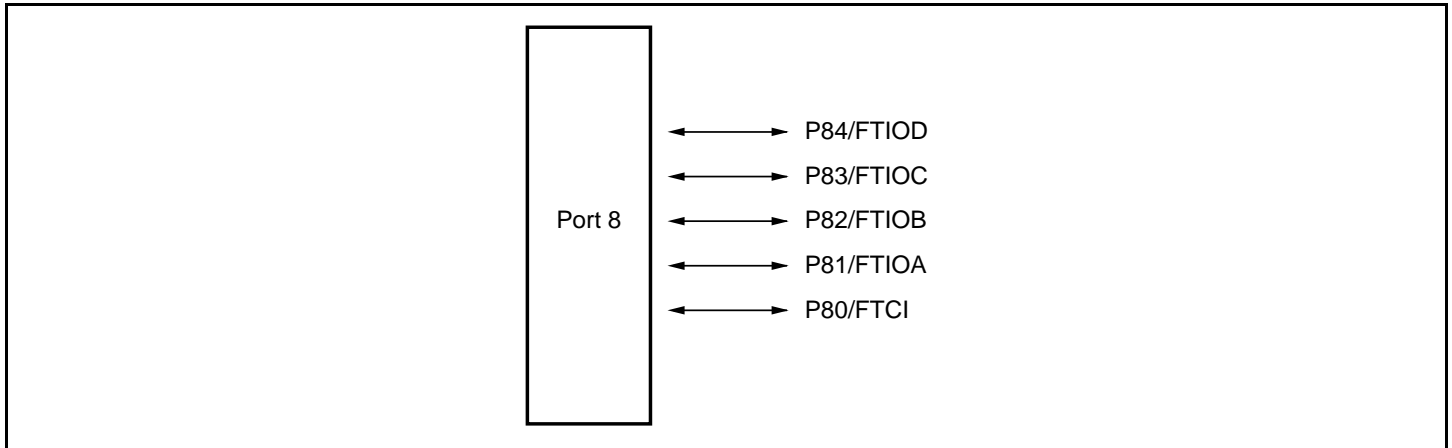 P84/FTIOD
P83/FTIOC
Port 8
P82/FTIOB
P81/FTIOA
P80/FTCI